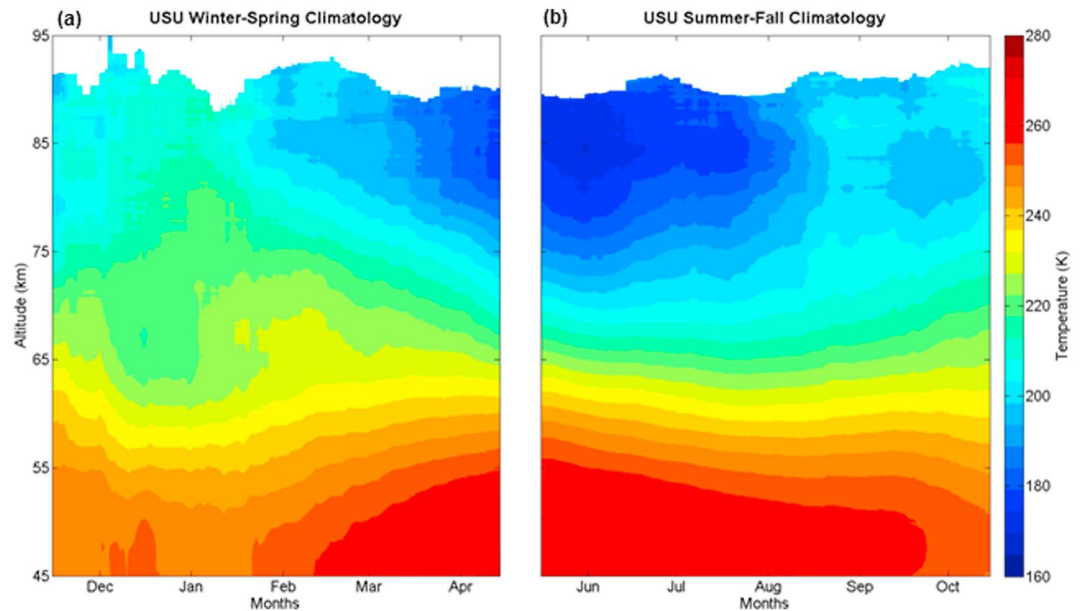 (a) USU Winter-Spring Climatology
95
85
75
65
55
45
Altitude (km)
Dec Jan Feb Mar Apr
Months
(b) USU Summer-Fall Climatology
Jun Jul Aug Sep Oct
Months
280
260
240
220
200
180
160
Temperature (K)